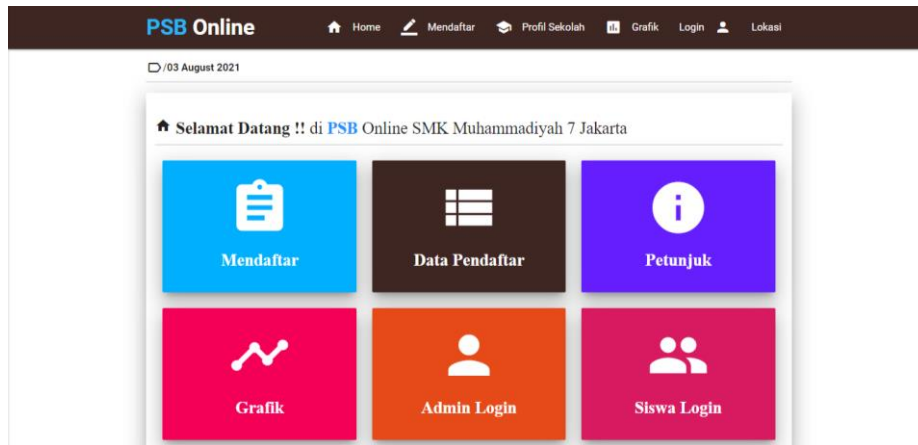 PSB Online Home Mendaftar Profil Sekolah Grafik Login Lokasi
/03 August 2021
Selamat Datang !! di PSB Online SMK Muhammadiyah 7 Jakarta
Mendaftar Data Pendaftar Petunjuk
Grafik Admin Login Siswa Login